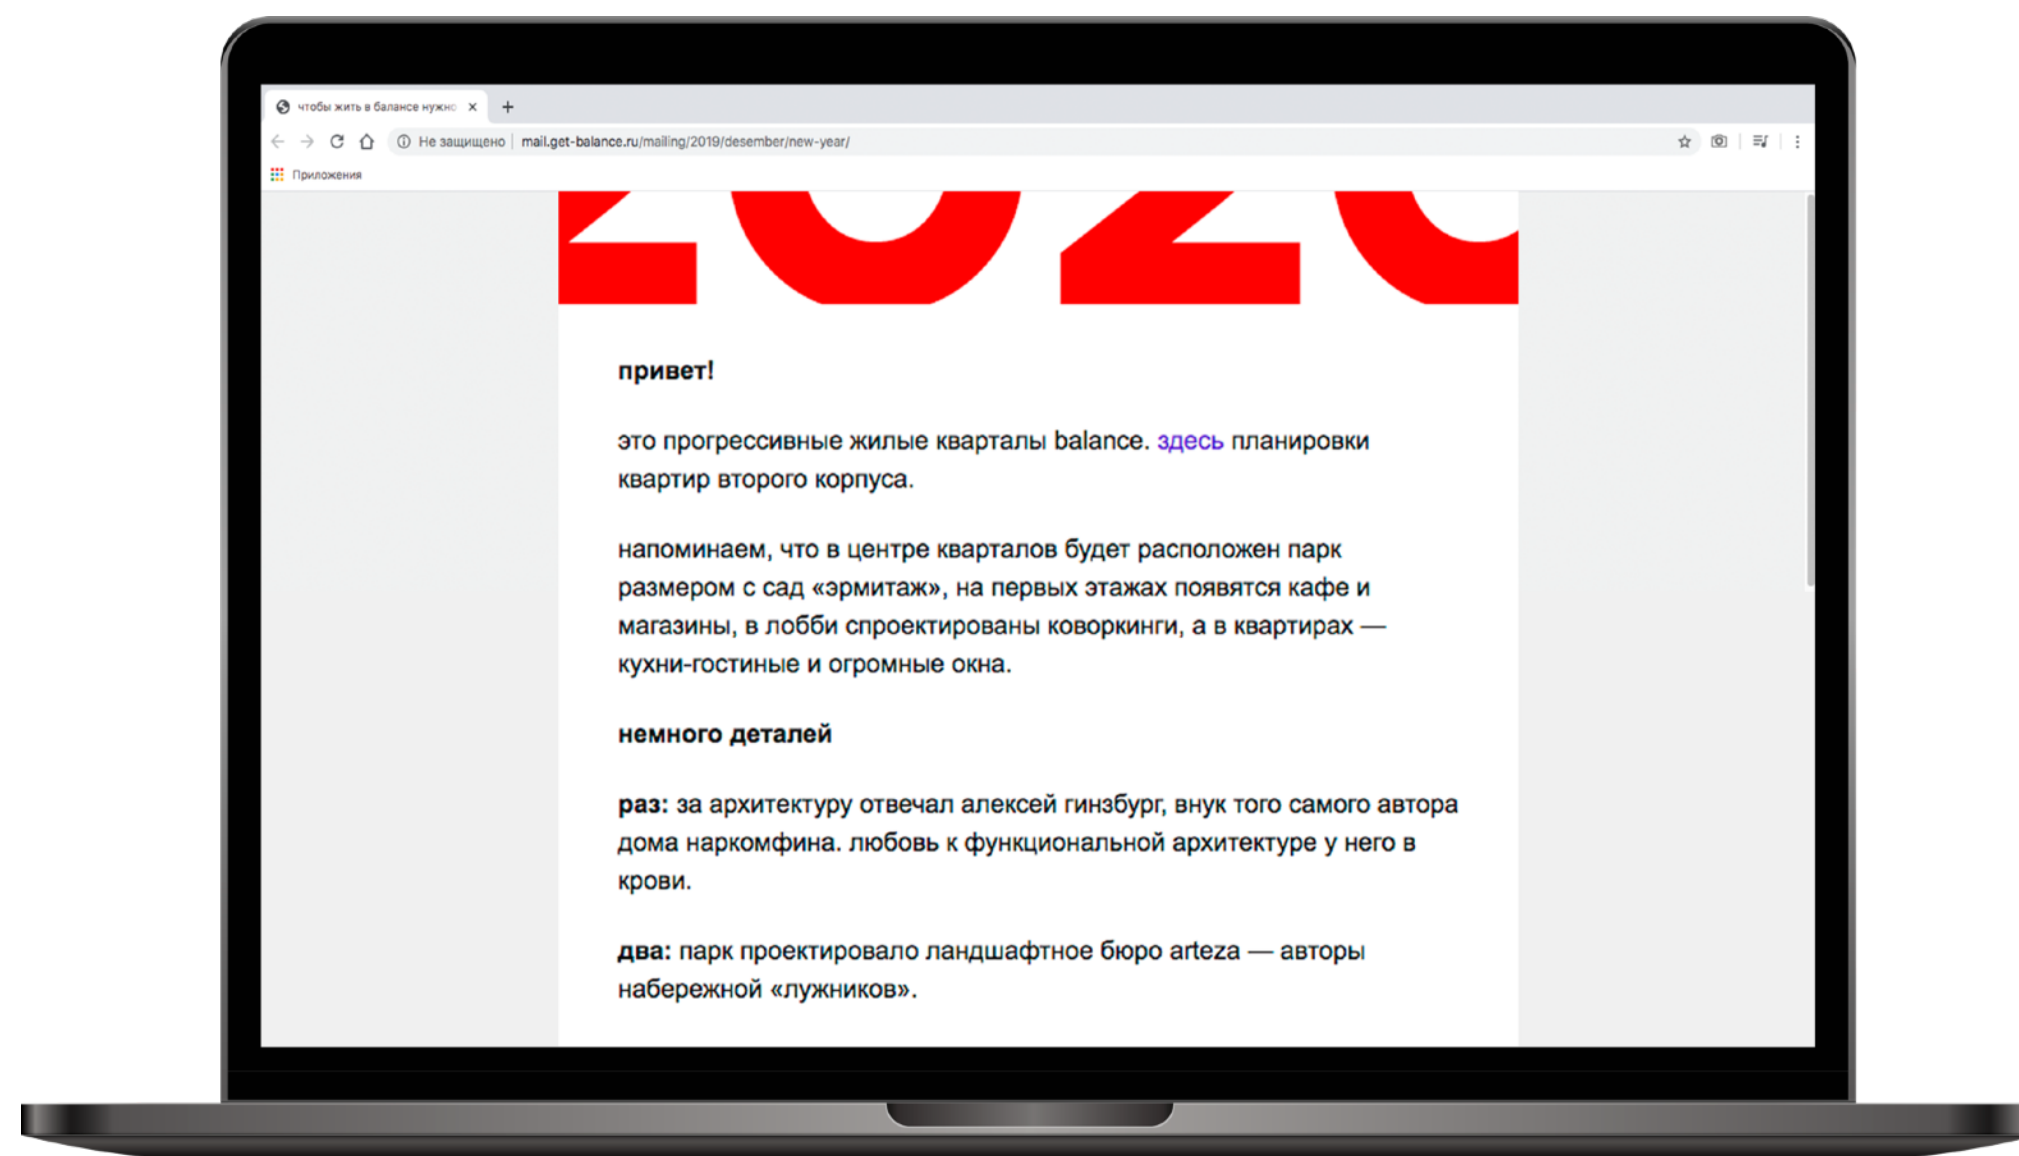 чтобы жить в балансе нужно
Не защищено mail.get-balance.ru/mailing/2019/desember/new-year/
Приложения
2020
привет!
это прогрессивные жилые кварталы balance. здесь планировки
квартир второго корпуса.
напоминаем, что в центре кварталов будет расположен парк
размером с сад «эрмитаж», на первых этажах появятся кафе и
магазины, в лобби спроектированы коворкинги, а в квартирах —
кухни-гостиные и огромные окна.
немного деталей
раз: за архитектуру отвечал алексей гинзбург, внук того самого автора
дома наркомфина. любовь к функциональной архитектуре у него в
крови.
два: парк проектировало ландшафтное бюро arteza — авторы
набережной «лужников».